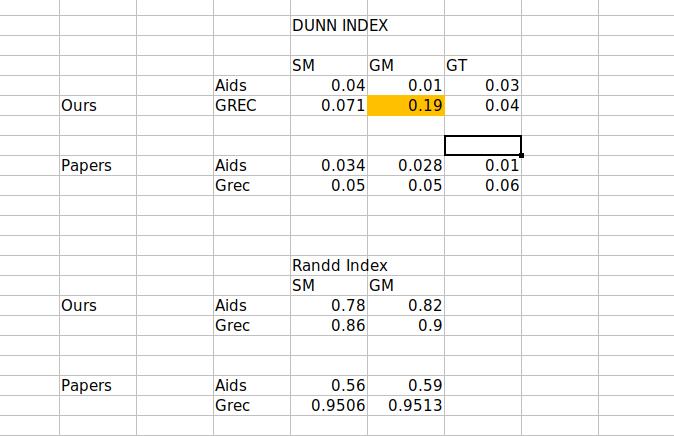 DUNN INDEX
SM GM GT
Aids 0.04 0.01 0.03
Ours GREC 0.071 0.19 0.04
Papers Aids 0.034 0.028 0.01
Grec 0.05 0.05 0.06
Randd Index
SM GM
Ours Aids 0.78 0.82
Grec 0.86 0.9
Papers Aids 0.56 0.59
Grec 0.9506 0.9513